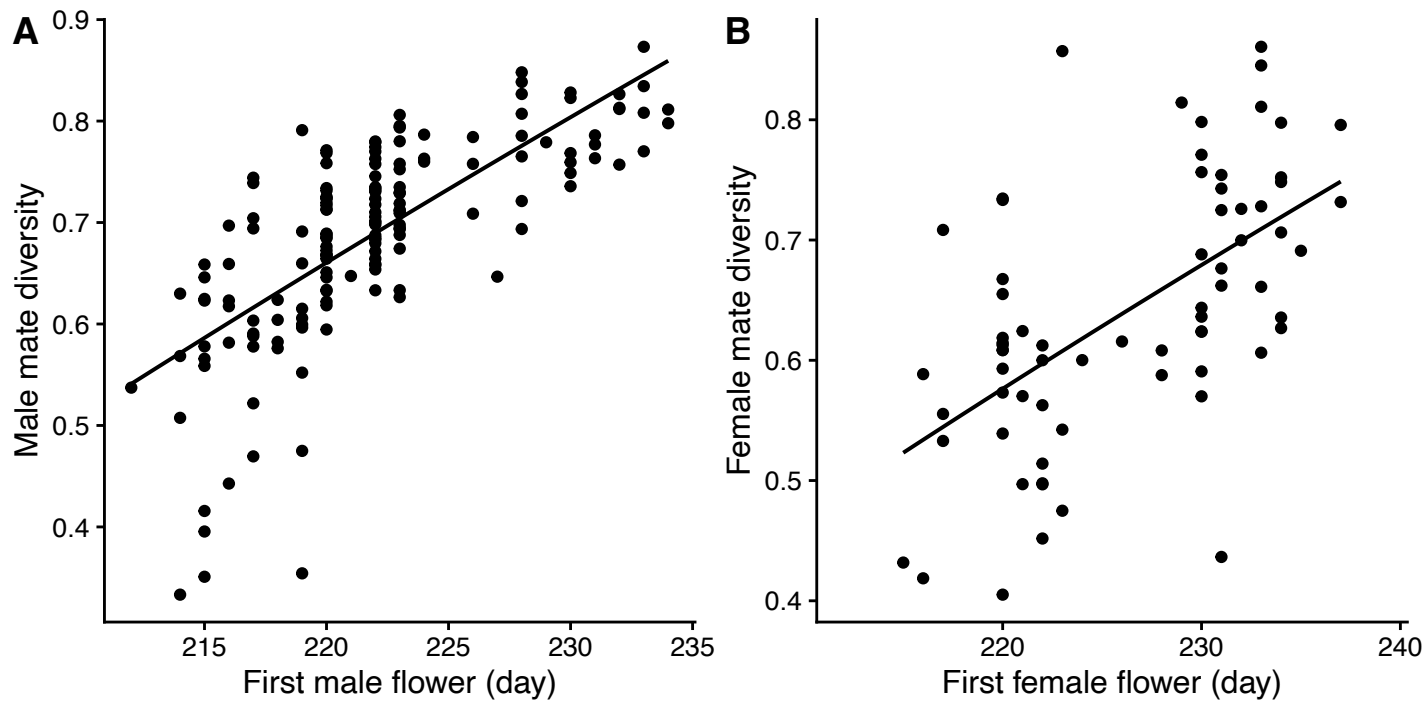 A
Male mate diversity
0.9
0.8
0.7
0.6
0.5
0.4
215 220 225 230 235
First male flower (day)
B
Female mate diversity
0.8
0.7
0.6
0.5
0.4
220 230 240
First female flower (day)